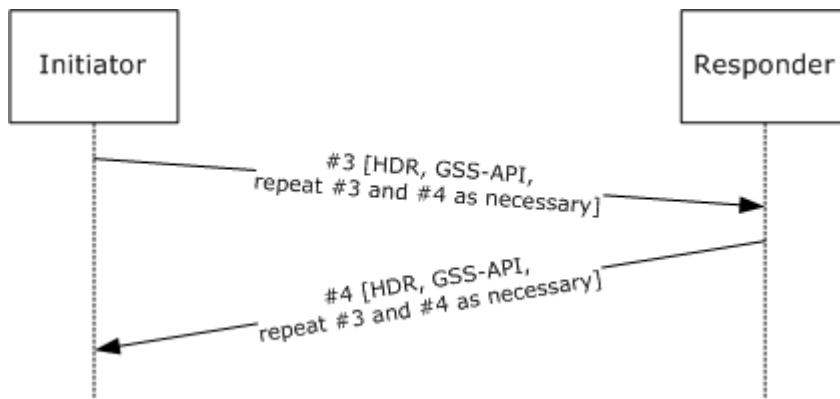 Initiator
Responder
#3 [HDR, GSS-API,
repeat #3 and #4 as necessary]
#4 [HDR, GSS-API,
repeat #3 and #4 as necessary]